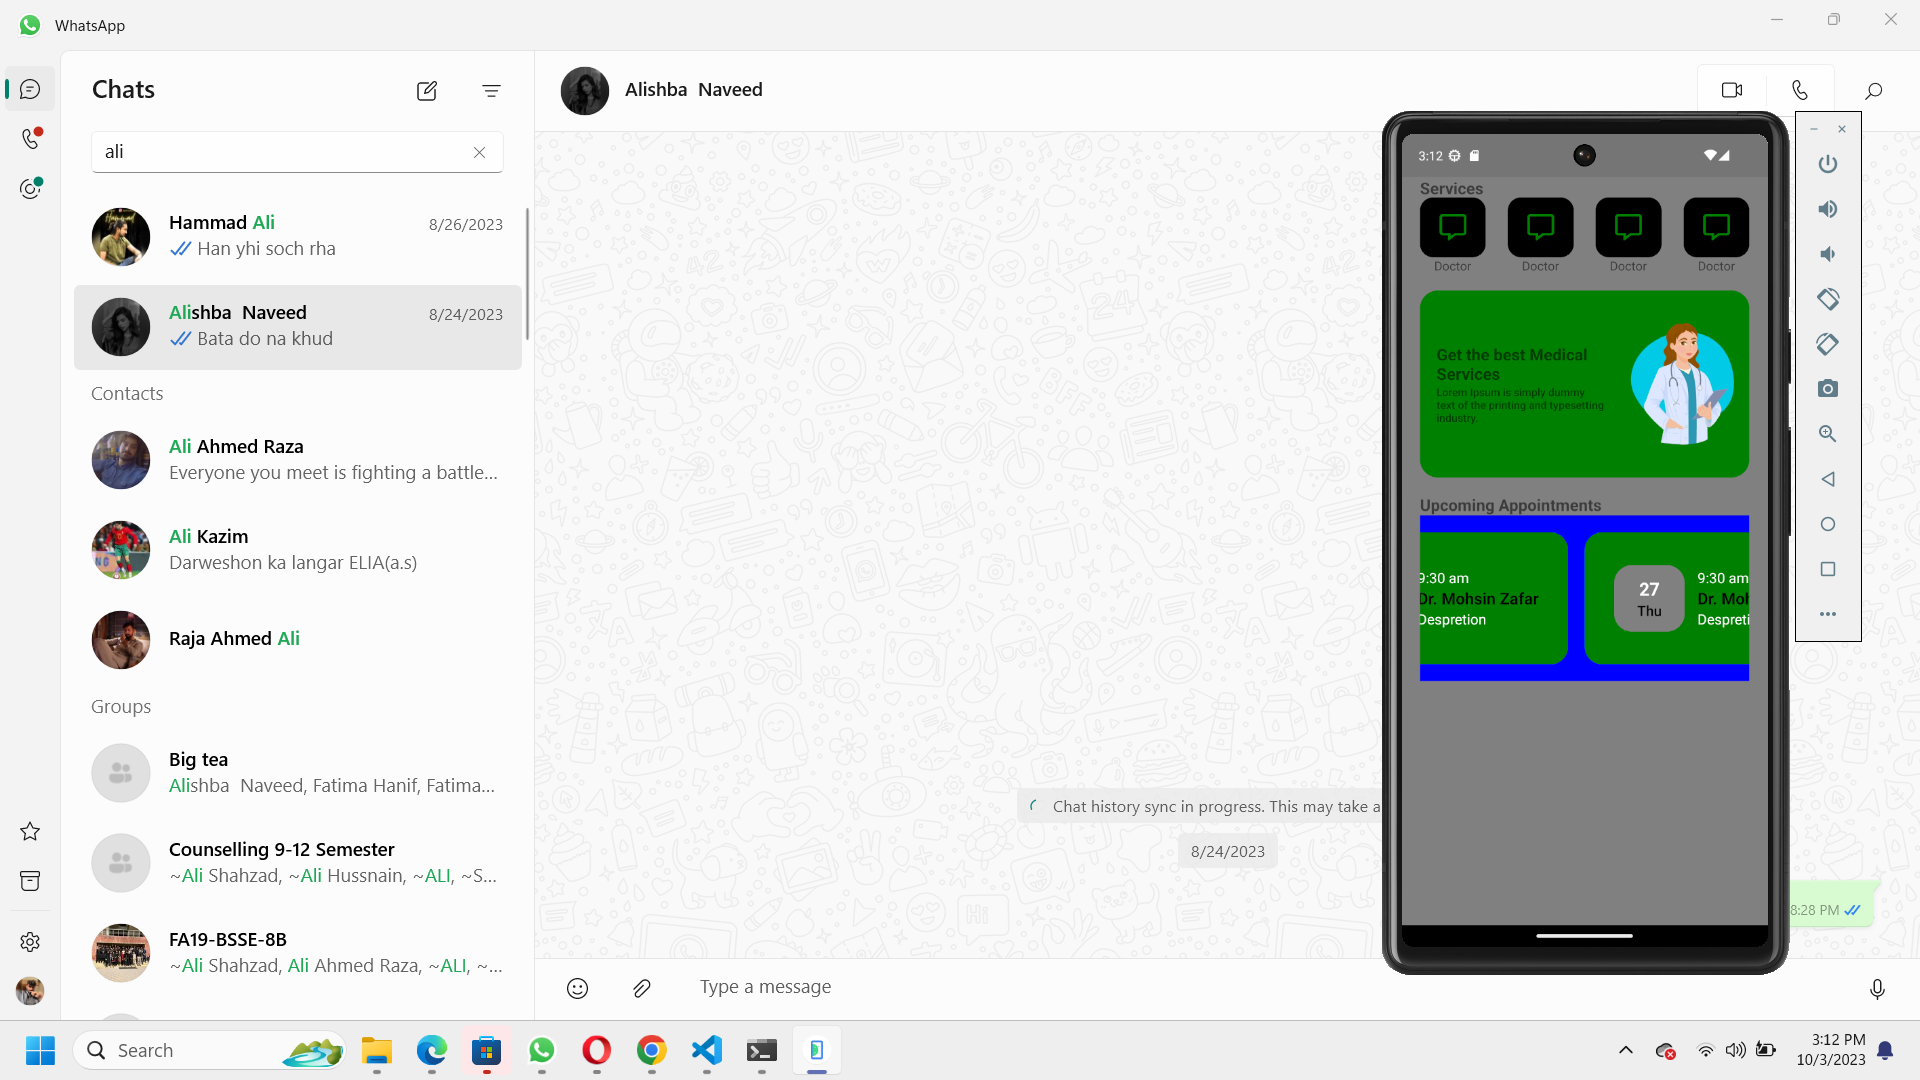 WhatsApp
Chats
ali
Hammad Ali
8/26/2023
Han yhi soch rha
Alishba Naveed
8/24/2023
Bata do na khud
Contacts
Ali Ahmed Raza
Everyone you meet is fighting a battle...
Ali Kazim
Darweshon ka langar ELIA(a.s)
Raja Ahmed Ali
Groups
Big tea
Alishba Naveed, Fatima Hanif, Fatima...
Counselling 9-12 Semester
~Ali Shahzad, ~Ali Hussnain, ~ALI, ~S...
FA19-BSSE-8B
~Ali Shahzad, Ali Ahmed Raza, ~ALI, ~...
Alishba Naveed
Chat history sync in progress. This may take a
8/24/2023
8:28 PM
Type a message
3:12
Services
Doctor
Doctor
Doctor
Doctor
Get the best Medical
Services
Lorem Ipsum is simply dummy
text of the printing and typesetting
industry.
Upcoming Appointments
9:30 am
Dr. Mohsin Zafar
Despretion
27
Thu
9:30 am
Dr. Moh
Despreti
Search
3:12 PM
10/3/2023